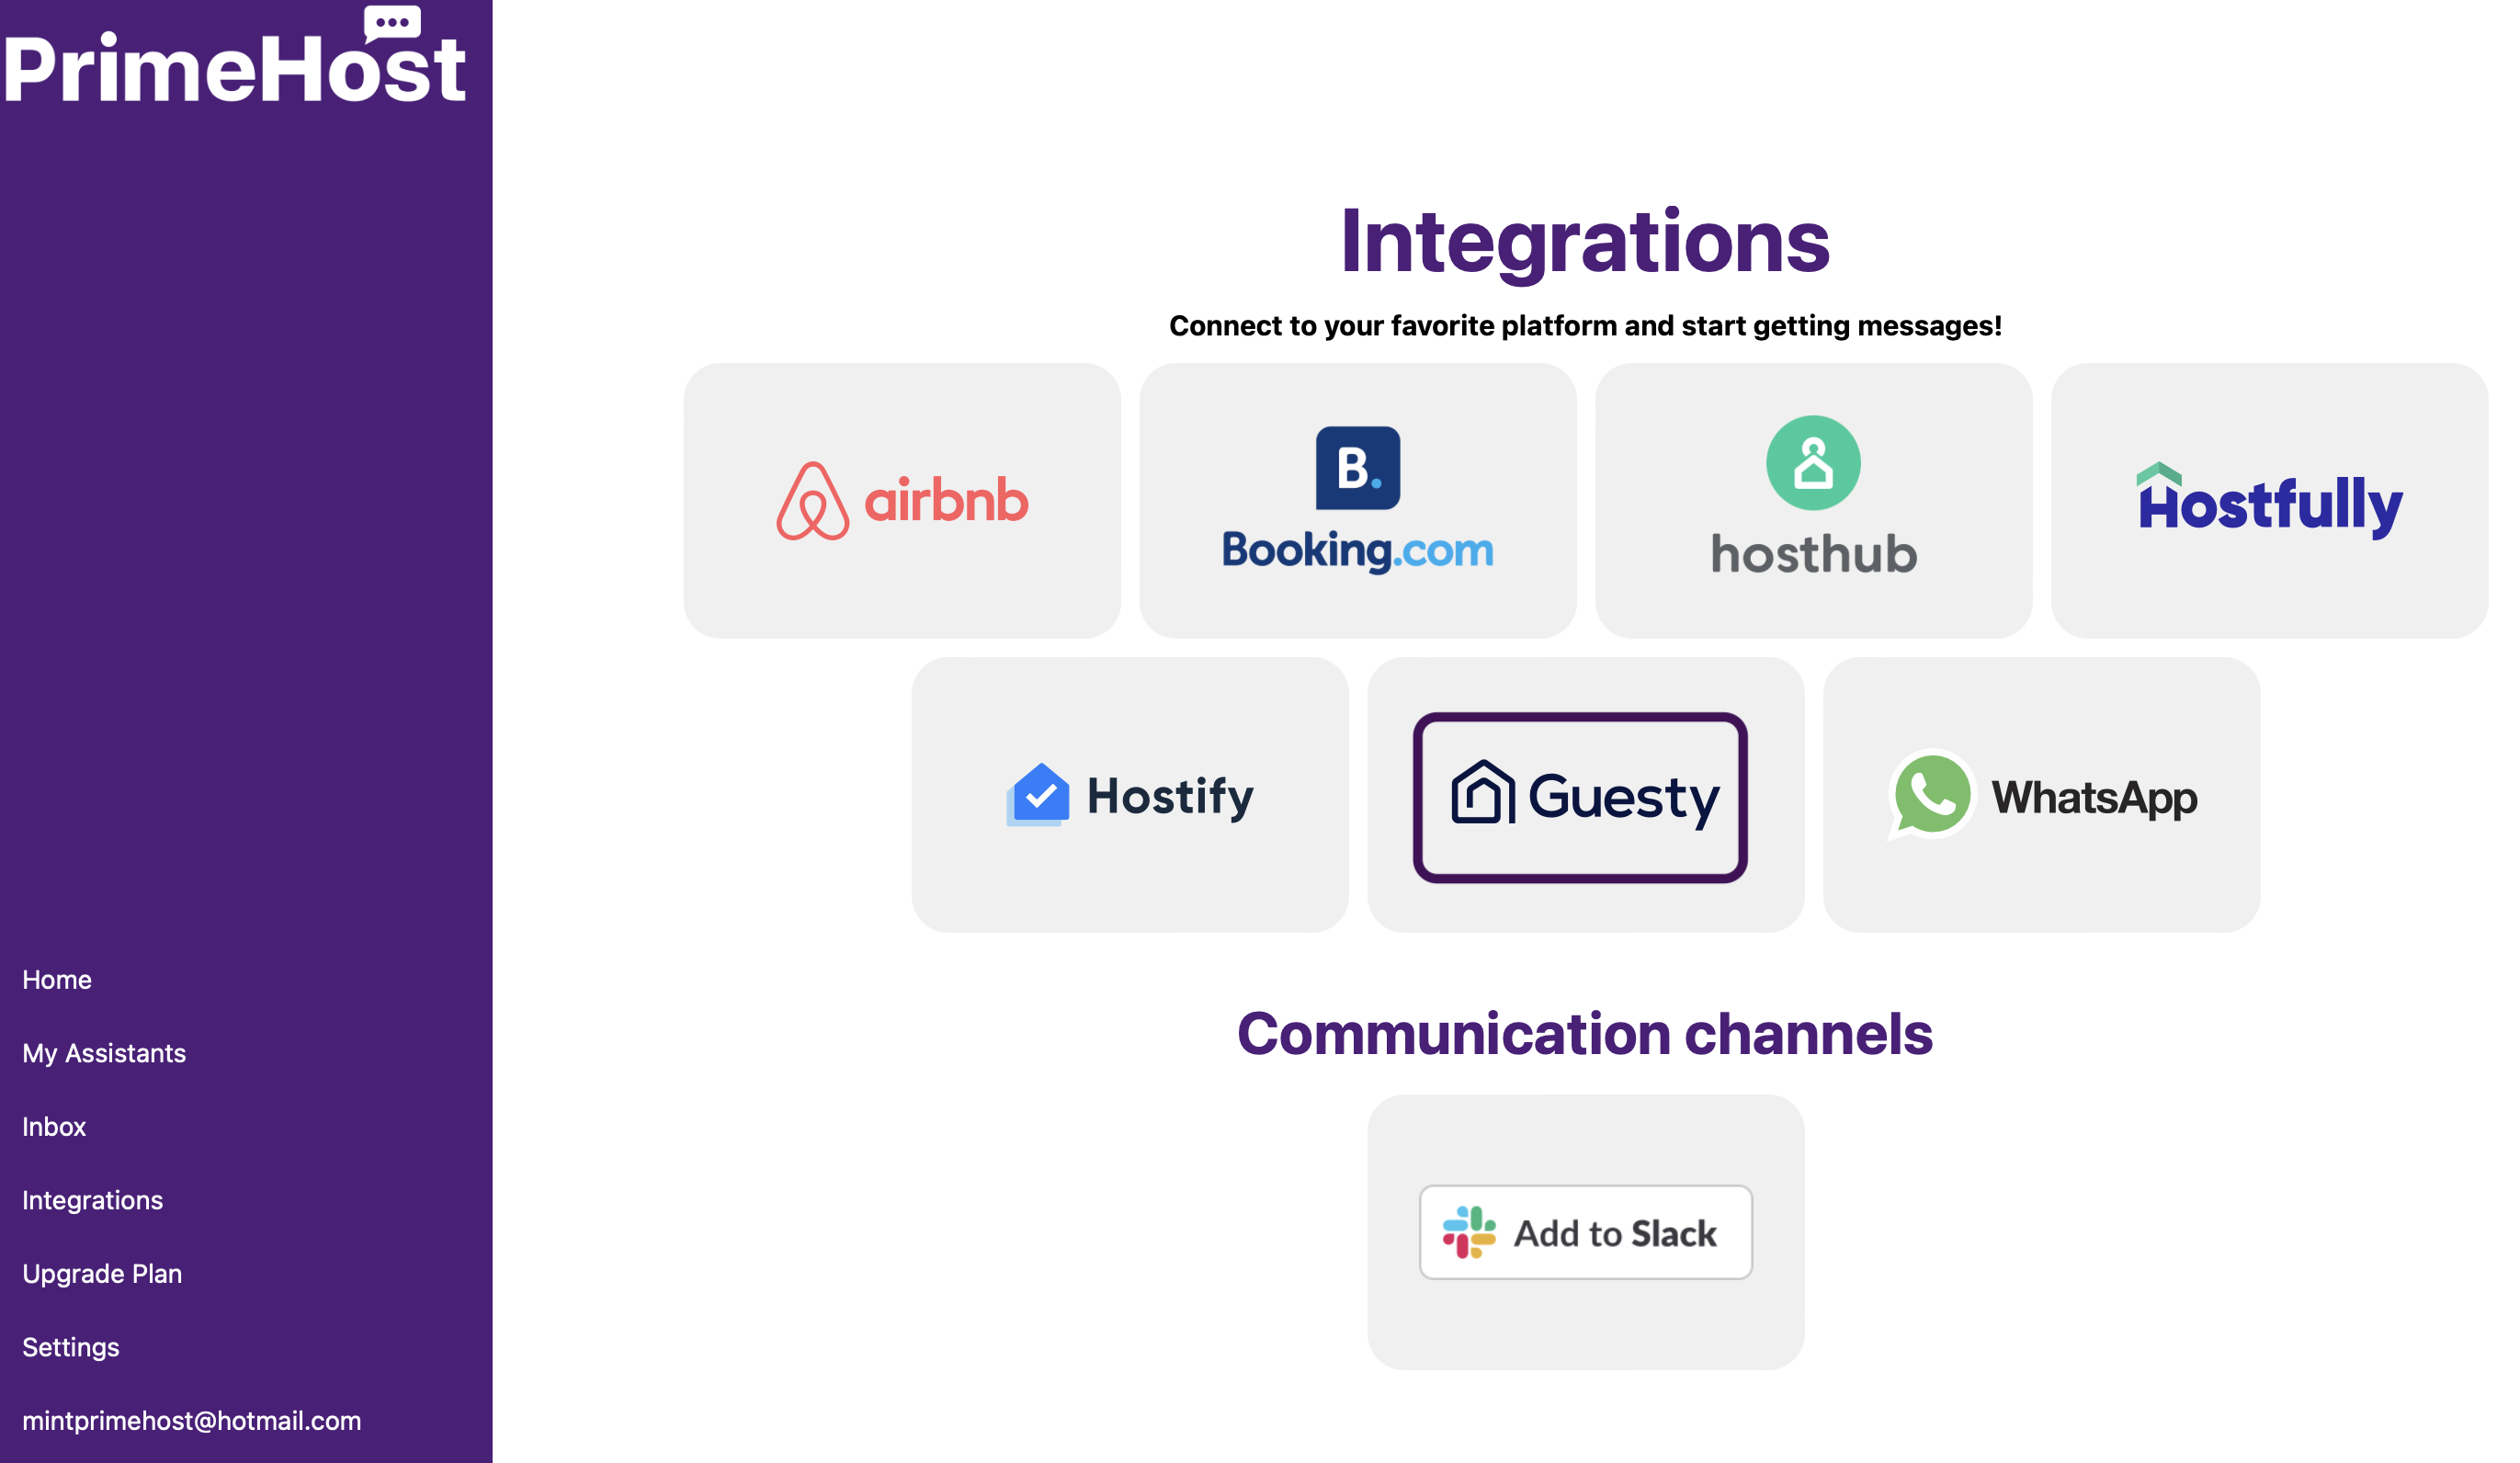 PrimeHost
Home
My Assistants
Inbox
Integrations
Upgrade Plan
Settings
mintprimehost@hotmail.com
Integrations
Connect to your favorite platform and start getting messages!
airbnb
B.
Booking.com
hosthub
Hostfully
Hostify
Guesty
WhatsApp
Communication channels
Add to Slack